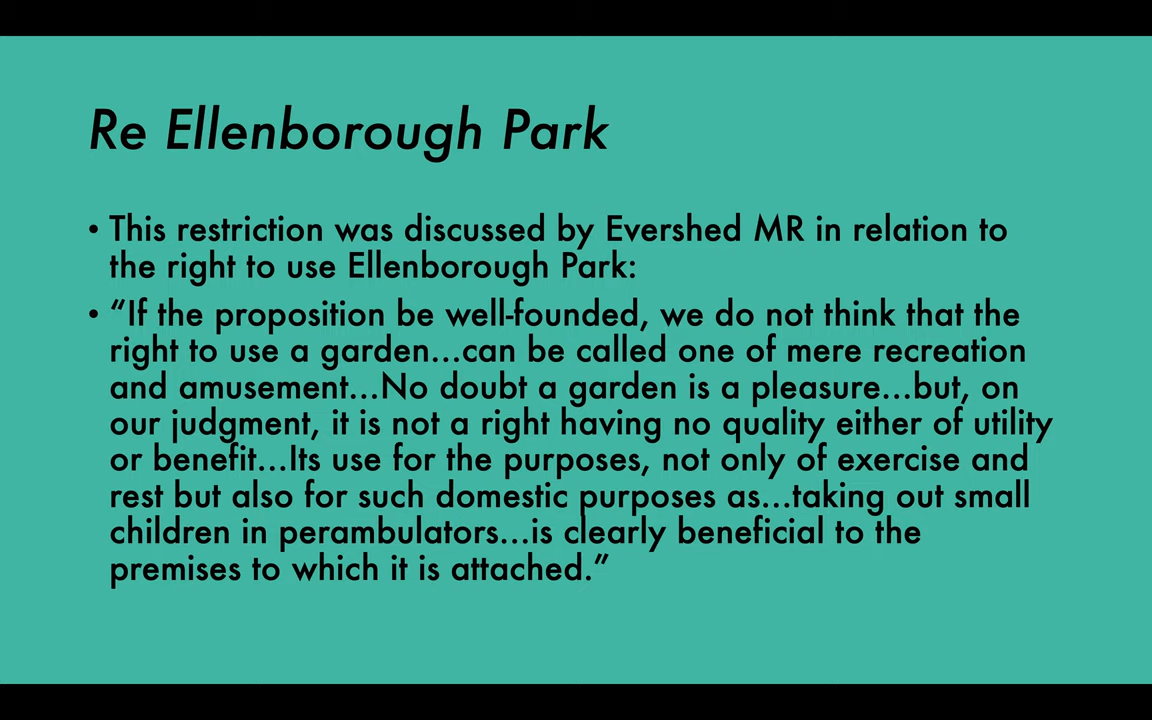 Re Ellenborough Park
• This restriction was discussed by Evershed MR in relation to
the right to use Ellenborough Park:
• “If the proposition be well-founded, we do not think that the
right to use a garden…can be called one of mere recreation
and amusement…No doubt a garden is a pleasure…but, on
our judgment, it is not a right having no quality either of utility
or benefit…Its use for the purposes, not only of exercise and
rest but also for such domestic purposes as…taking out small
children in perambulators…is clearly beneficial to the
premises to which it is attached.”